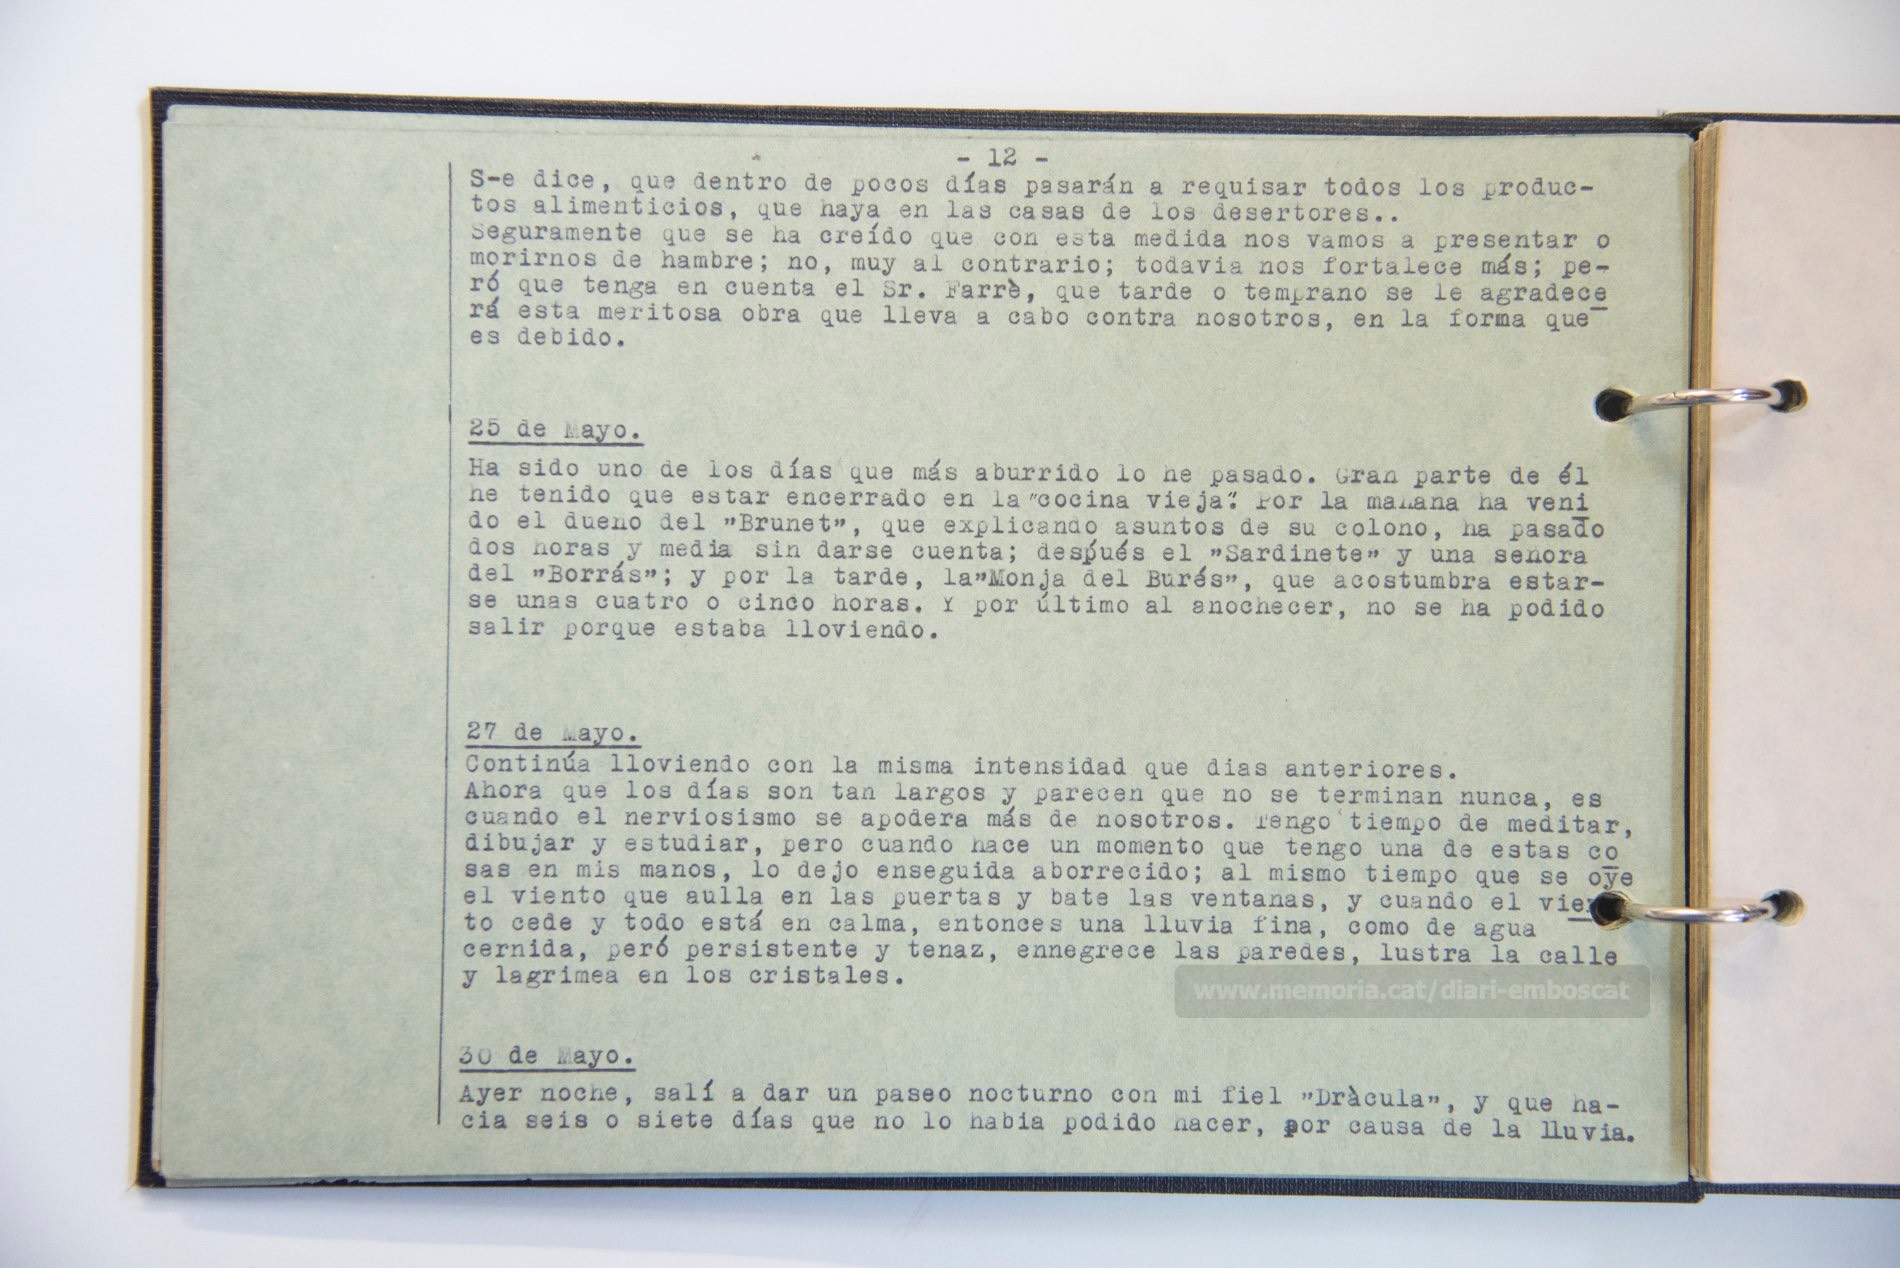 - 12 -
S-e dice, que dentro de pocos días pasarán a requisar todos los produc-
tos alimenticios, que haya en las casas de los desertores..
Seguramente que se ha creído que con esta medida nos vamos a presentar o
morirnos de hambre; no, muy al contrario; todavia nos fortalece más; pe-
ró que tenga en cuenta el Sr. Farrè, que tarde o temprano se le agradece
rá esta meritosa obra que lleva a cabo contra nosotros, en la forma que
es debido.
25 de Mayo.
Ha sido uno de los días que más aburrido lo he pasado. Gran parte de él
he tenido que estar encerrado en la "cocina vieja". Por la mañana ha veni
do el dueño del "Brunet", que explicando asuntos de su colono, ha pasado
dos horas y media sin darse cuenta; después el "Sardinete" y una señora
del "Borrás"; y por la tarde, la"Monja del Burés", que acostumbra estar-
se unas cuatro o cinco horas. Y por último al anochecer, no se ha podido
salir porque estaba lloviendo.
27 de Mayo.
Continúa lloviendo con la misma intensidad que dias anteriores.
Ahora que los días son tan largos y parecen que no se terminan nunca, es
cuando el nerviosismo se apodera más de nosotros. Tengo tiempo de meditar,
dibujar y estudiar, pero cuando hace un momento que tengo una de estas co
sas en mis manos, lo dejo enseguida aborrecido; al mismo tiempo que se oye
el viento que aulla en las puertas y bate las ventanas, y cuando el vien
to cede y todo está en calma, entonces una lluvia fina, como de agua
cernida, peró persistente y tenaz, ennegrece las paredes, lustra la calle
y lagrimea en los cristales.
www.memoria.cat/diari-emboscat
30 de Mayo.
Ayer noche, salí a dar un paseo nocturno con mi fiel "Dràcula", y que ha-
cia seis o siete días que no lo habia podido hacer, por causa de la lluvia.